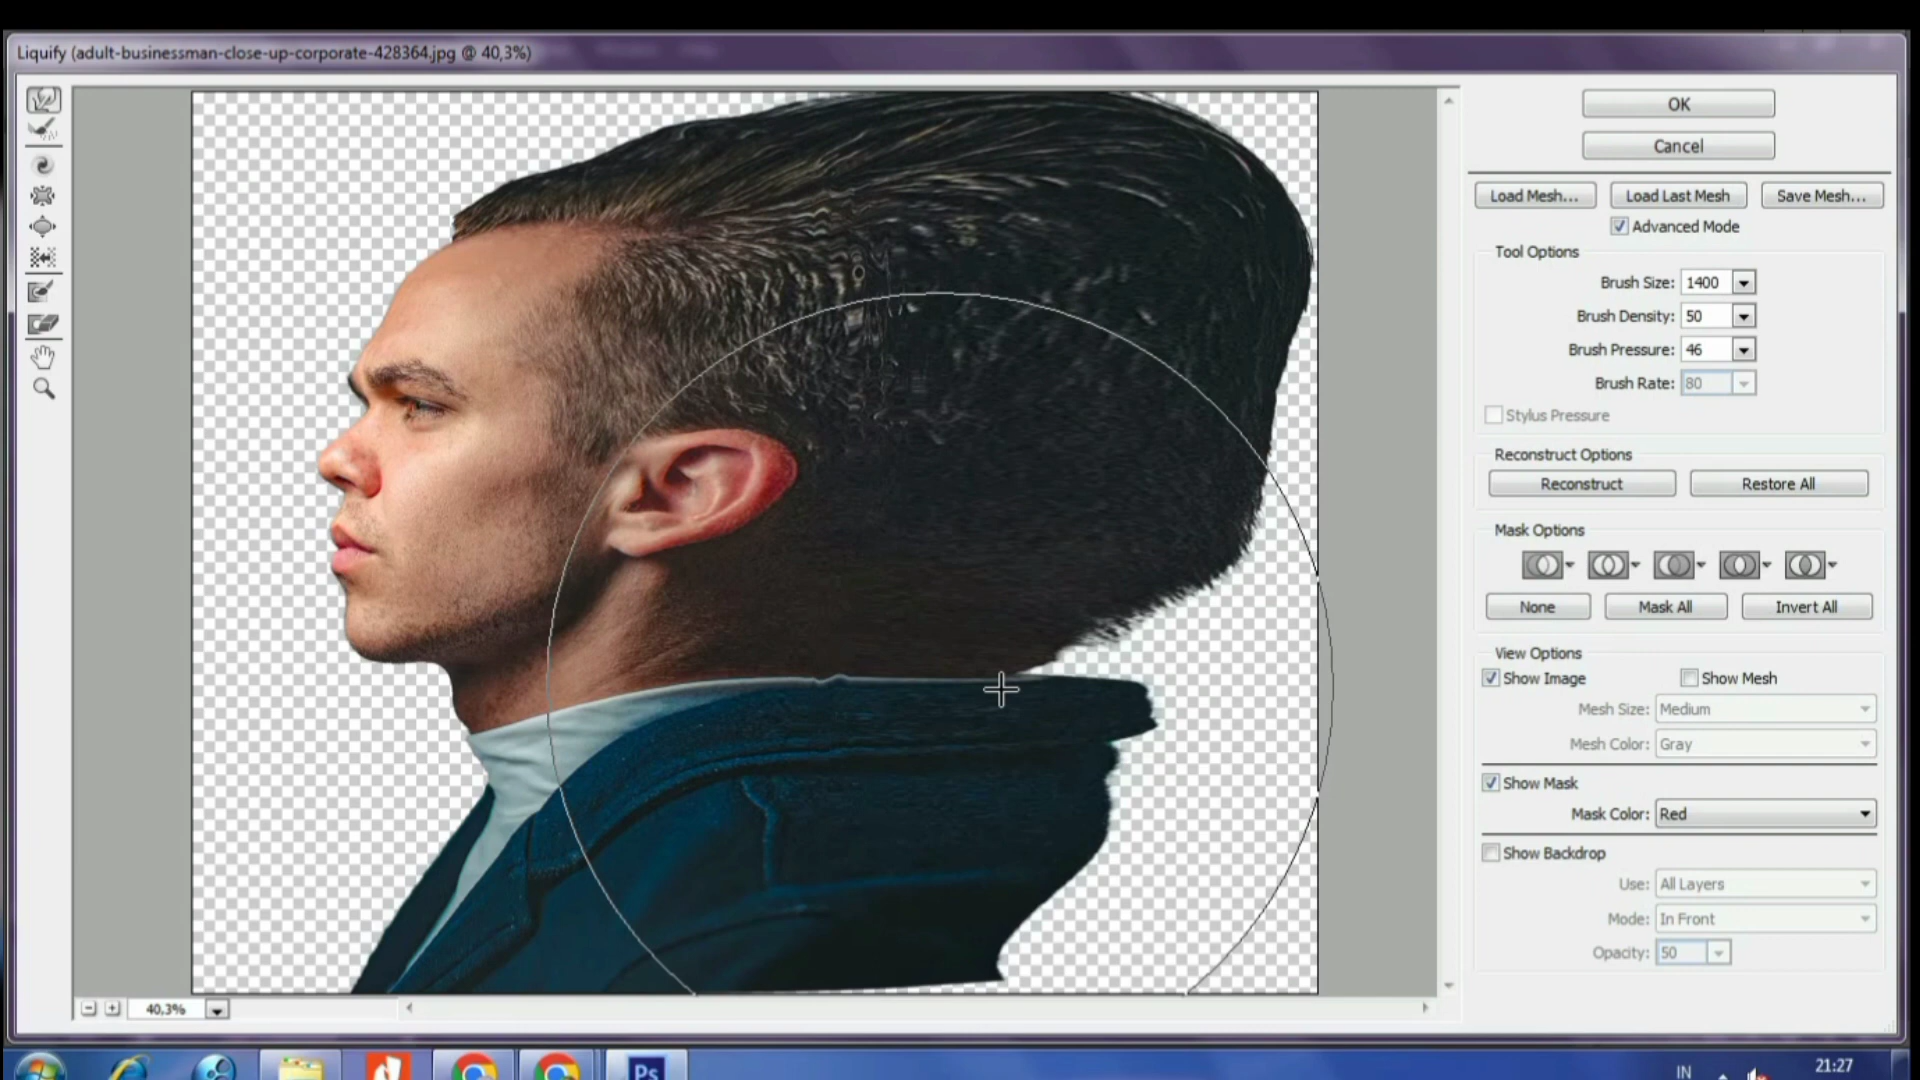 Liquify (adult-businessman-close-up-corporate-428364.jpg @ 40,3%)
OK
Cancel
Load Mesh...
Load Last Mesh
Save Mesh...
Advanced Mode
Tool Options
Brush Size: 1400
Brush Density: 50
Brush Pressure: 46
Brush Rate: 80
Stylus Pressure
Reconstruct Options
Reconstruct
Restore All
Mask Options
None
Mask All
Invert All
View Options
Show Image
Show Mesh
Mesh Size: Medium
Mesh Color: Gray
Show Mask
Mask Color: Red
Show Backdrop
Use: All Layers
Mode: In Front
Opacity: 50
40,3%
Ps
IN
21:27